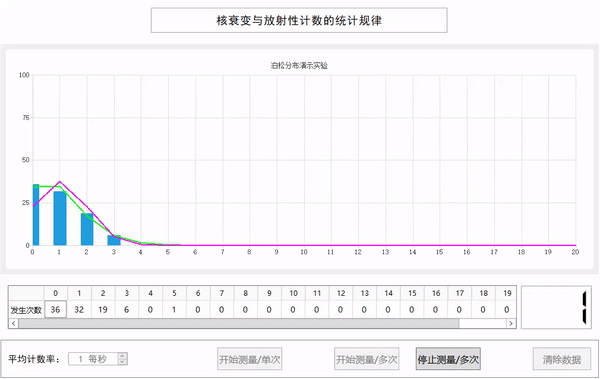 核衰变与放射性计数的统计规律
泊松分布演示实验
100
75
50
25
0
0 1 2 3 4 5 6 7 8 9 10 11 12 13 14 15 16 17 18 19 20
0 1 2 3 4 5 6 7 8 9 10 11 12 13 14 15 16 17 18 19
发生次数 36 32 19 6 0 1 0 0 0 0 0 0 0 0 0 0 0 0 0 0
平均计数率： 1 每秒 开始测量/单次 开始测量/多次 停止测量/多次 清除数据